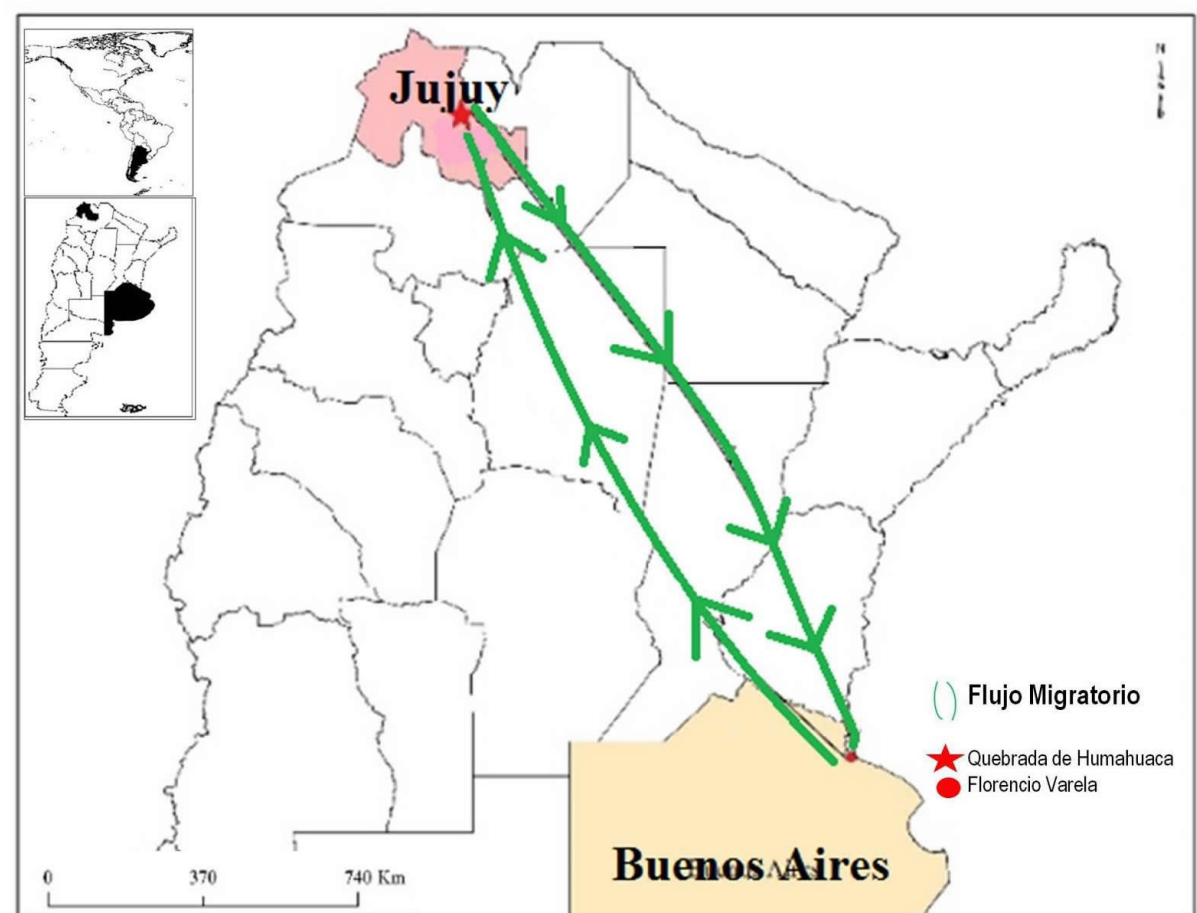 Jujuy
N
Flujo Migratorio
Quebrada de Humahuaca
Florencio Varela
Buenos Aires
0 370 740 Km